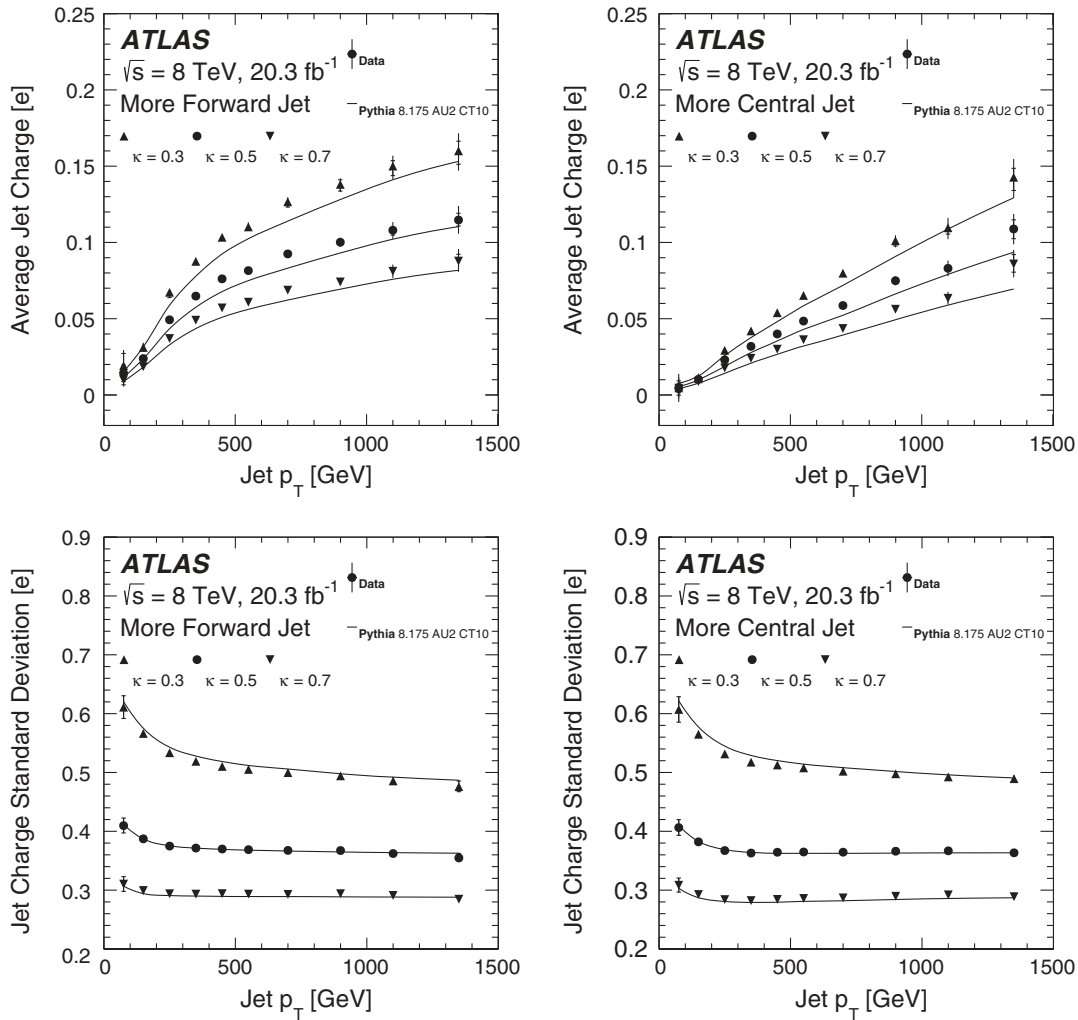 0.25
0.2
0.15
0.1
0.05
0
Average Jet Charge [e]
ATLAS
√s = 8 TeV, 20.3 fb⁻¹
Data
More Forward Jet
Pythia 8.175 AU2 CT10
κ = 0.3 κ = 0.5 κ = 0.7
0 500 1000 1500
Jet p_T [GeV]
0.25
0.2
0.15
0.1
0.05
0
Average Jet Charge [e]
ATLAS
√s = 8 TeV, 20.3 fb⁻¹
Data
More Central Jet
Pythia 8.175 AU2 CT10
κ = 0.3 κ = 0.5 κ = 0.7
0 500 1000 1500
Jet p_T [GeV]
0.9
0.8
0.7
0.6
0.5
0.4
0.3
0.2
Jet Charge Standard Deviation [e]
ATLAS
√s = 8 TeV, 20.3 fb⁻¹
Data
More Forward Jet
Pythia 8.175 AU2 CT10
κ = 0.3 κ = 0.5 κ = 0.7
0 500 1000 1500
Jet p_T [GeV]
0.9
0.8
0.7
0.6
0.5
0.4
0.3
0.2
Jet Charge Standard Deviation [e]
ATLAS
√s = 8 TeV, 20.3 fb⁻¹
Data
More Central Jet
Pythia 8.175 AU2 CT10
κ = 0.3 κ = 0.5 κ = 0.7
0 500 1000 1500
Jet p_T [GeV]